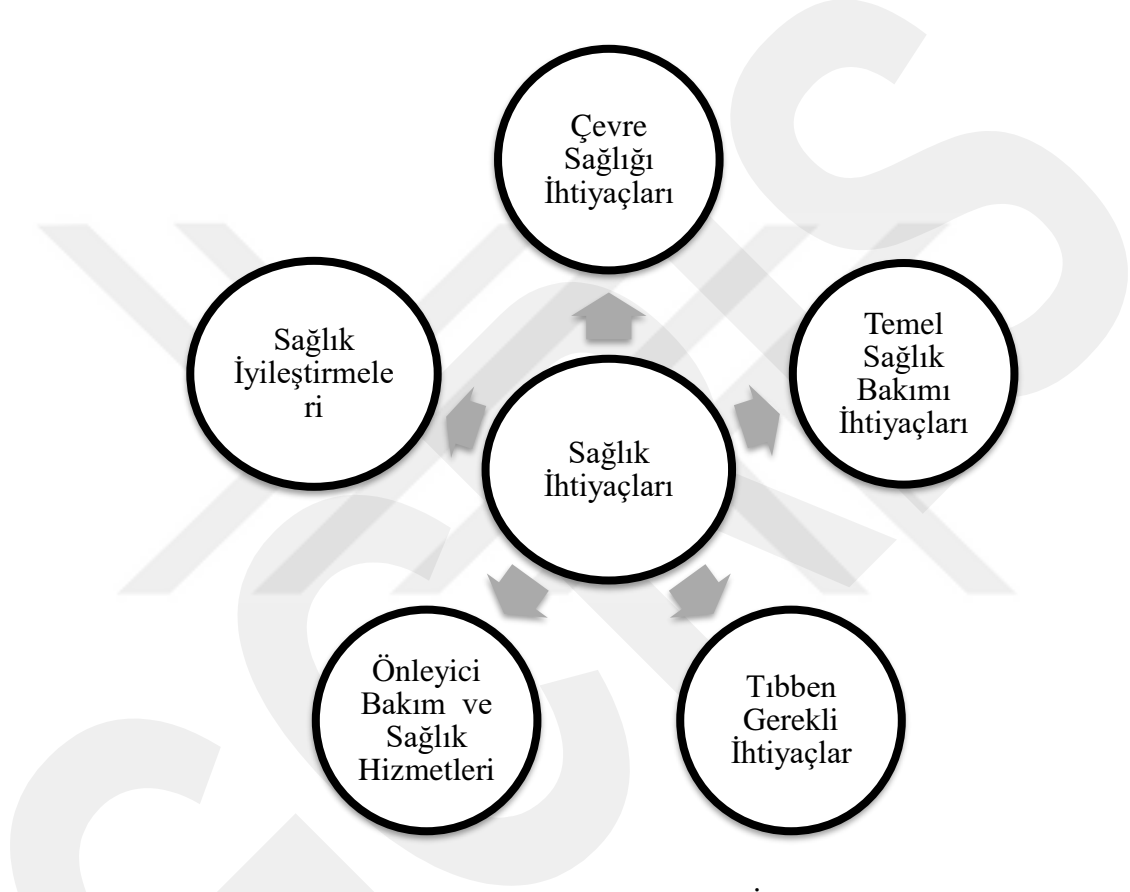 Çevre
Sağlığı
İhtiyaçları
Temel
Sağlık
Bakımı
İhtiyaçları
Sağlık
İyileştirmele
ri
Sağlık
İhtiyaçları
Önleyici
Bakım ve
Sağlık
Hizmetleri
Tıbben
Gerekli
İhtiyaçlar